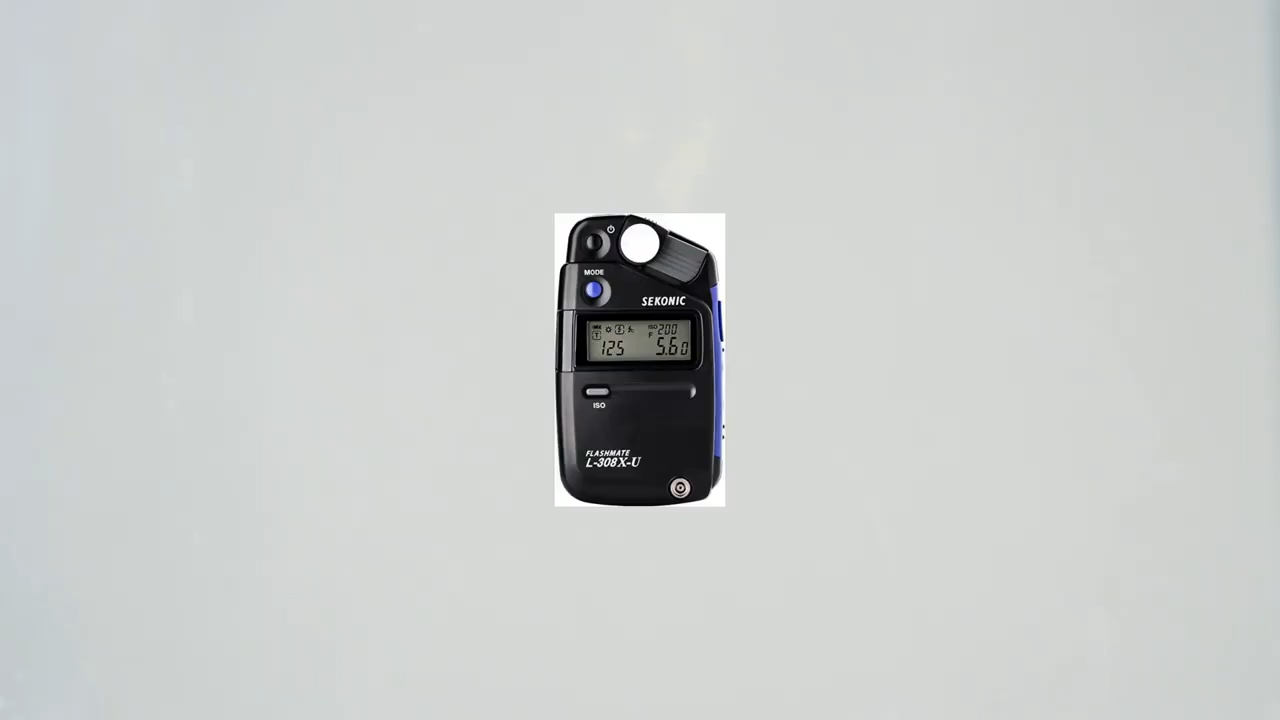 MODE
SEKONIC
ISO 200
F
T
125 5.6 0
ISO
FLASHMATE
L-308X-U